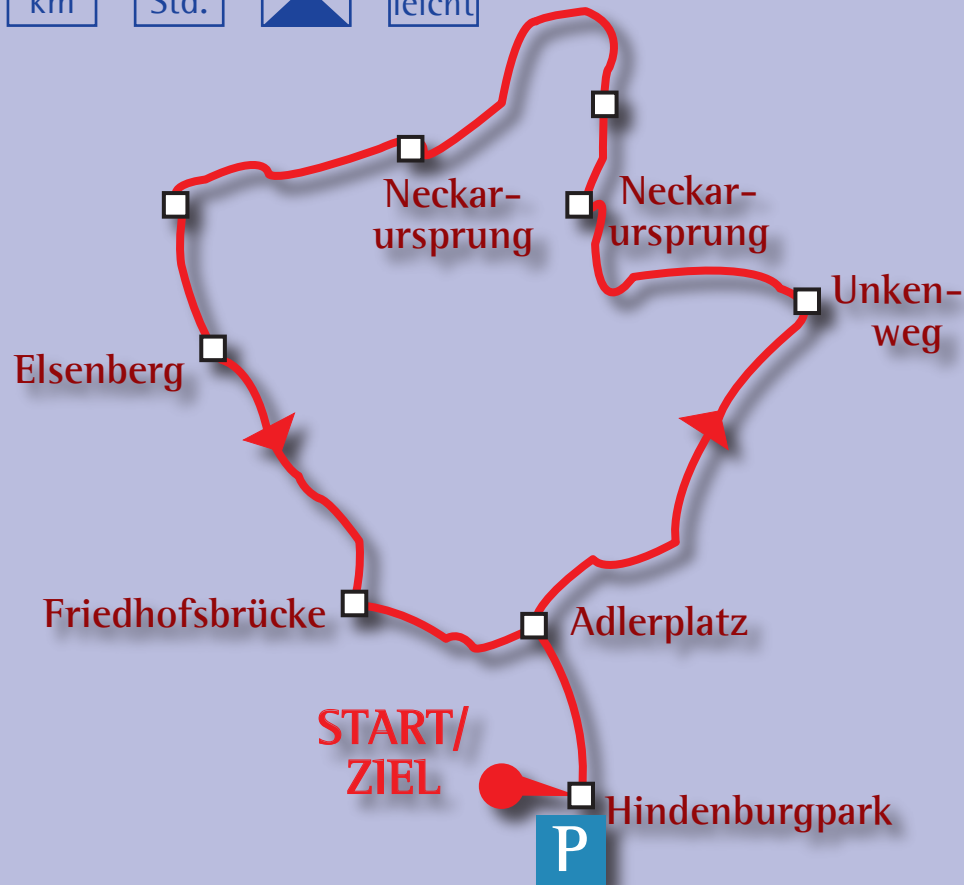 km Std. leicht
Neckar-
ursprung
Neckar-
ursprung
Unken-
weg
Elsenberg
Friedhofsbrücke
Adlerplatz
START/
ZIEL
Hindenburgpark
P